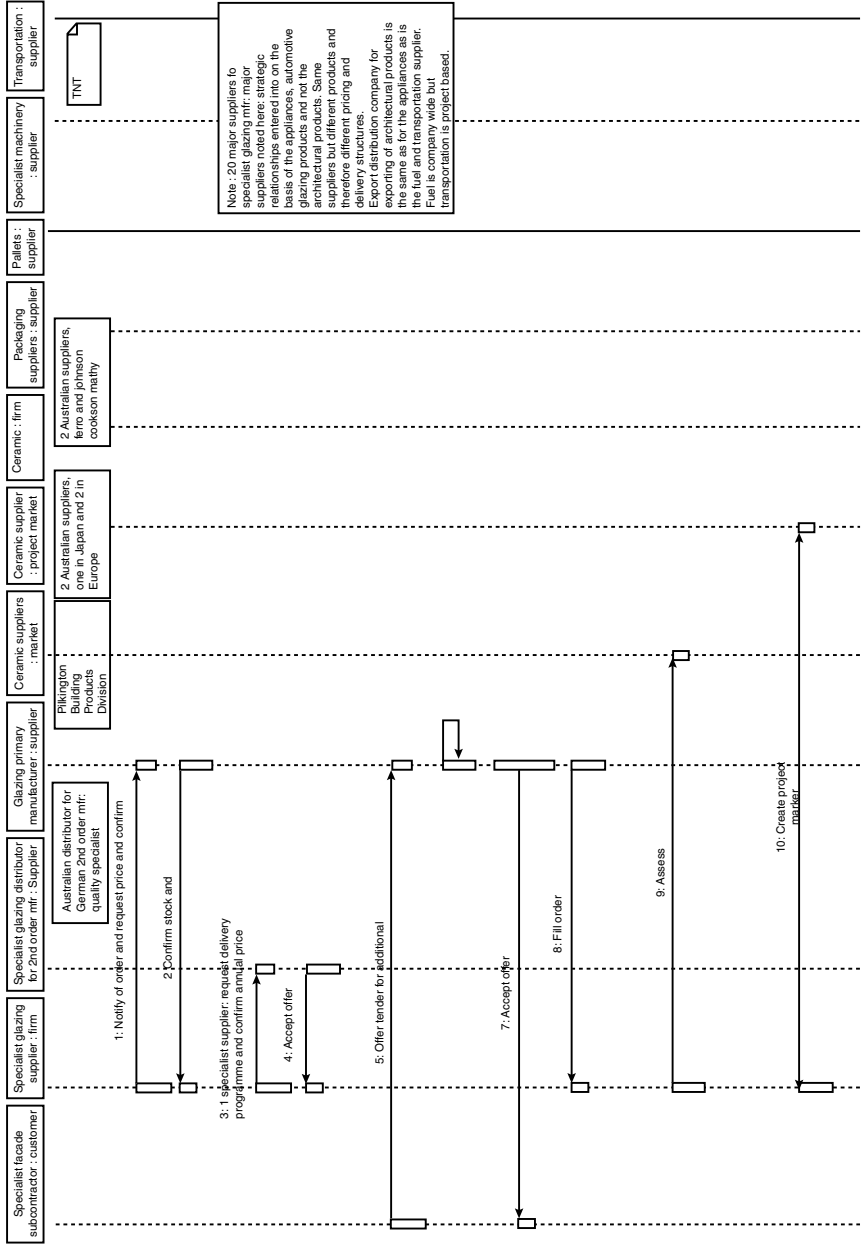 Specialist facade
subcontractor : customer
Specialist glazing
supplier : firm
Specialist glazing distributor
for 2nd order mfr : Supplier
Glazing primary
manufacturer : supplier
Ceramic suppliers
: market
Ceramic supplier
: project market
Ceramic : firm
Packaging
suppliers : supplier
Pallets :
supplier
Specialist machinery
: supplier
Transportation :
supplier
Australian distributor for
German 2nd order mfr:
quality specialist
Pilkington
Building
Products
Division
2 Australian suppliers,
one in Japan and 2 in
Europe
2 Australian suppliers,
ferro and johnson
cookson mathy
TNT
Note : 20 major suppliers fo
specialist glazing mfr: major
suppliers noted here: strategic
relationships entered into on the
basis of the appliances, automotive
glazing products and not the
architectural products. Same
suppliers but different products and
therefore different pricing and
delivery structures.
Export distribution company for
exporting of architectural products is
the same as for the appliances as is
the fuel and transportation supplier.
Fuel is company wide but
transportation is project based.
1: Notify of order and request price and confirm
2 Confirm stock and
3: 1 specialist supplier: request delivery
programme and confirm annual price
4: Accept offer
5: Offer tender for additional
7: Accept offer
8: Fill order
9: Assess
10: Create project
marker